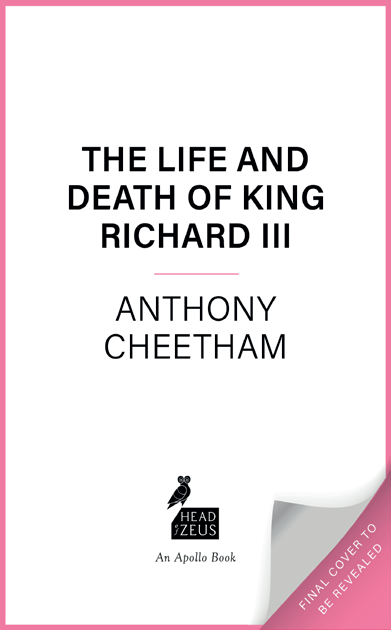 THE LIFE AND
DEATH OF KING
RICHARD III
ANTHONY
CHEETHAM
HEAD
of
ZEUS
An Apollo Book
FINAL COVER TO
BE REVEALED